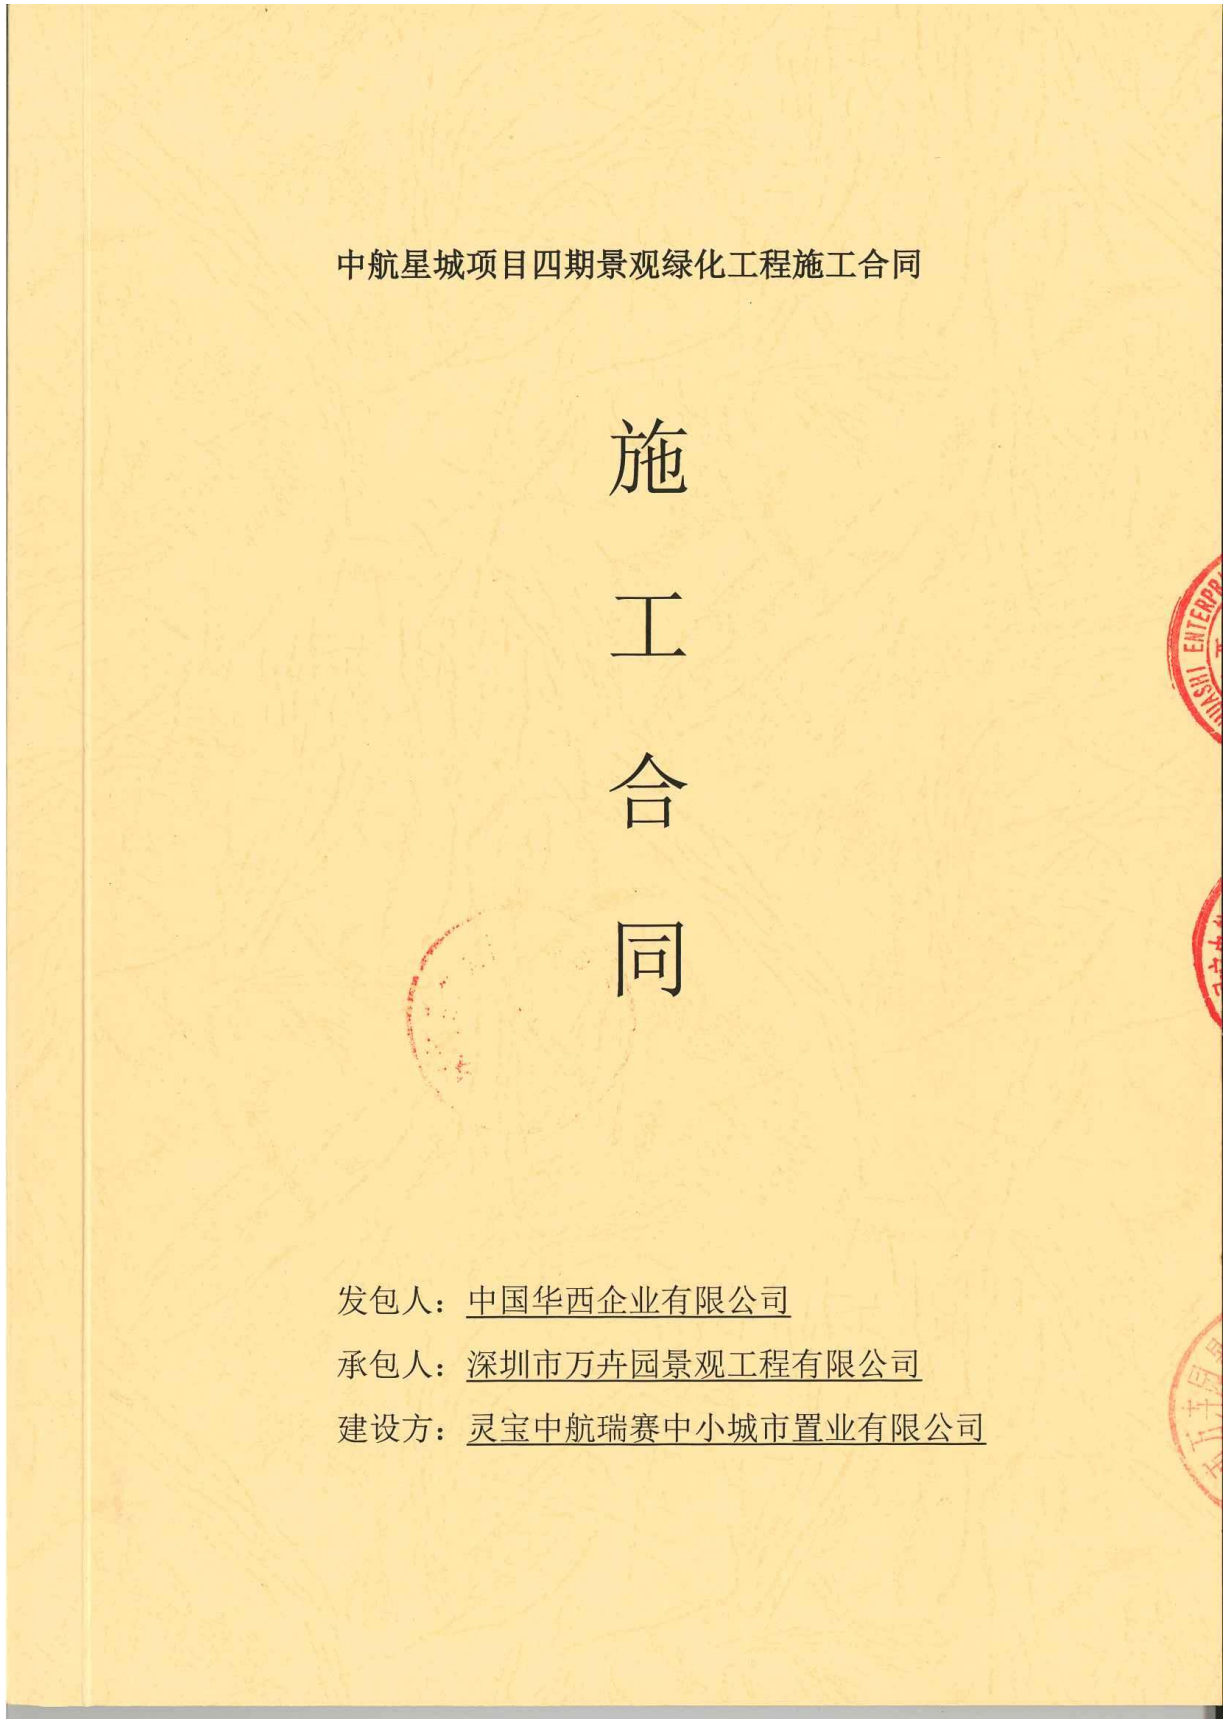 中航星城项目四期景观绿化工程施工合同
施
工
合
同
HUASHI ENTERPR
发包人：中国华西企业有限公司
承包人：深圳市万卉园景观工程有限公司
建设方：灵宝中航瑞赛中小城市置业有限公司